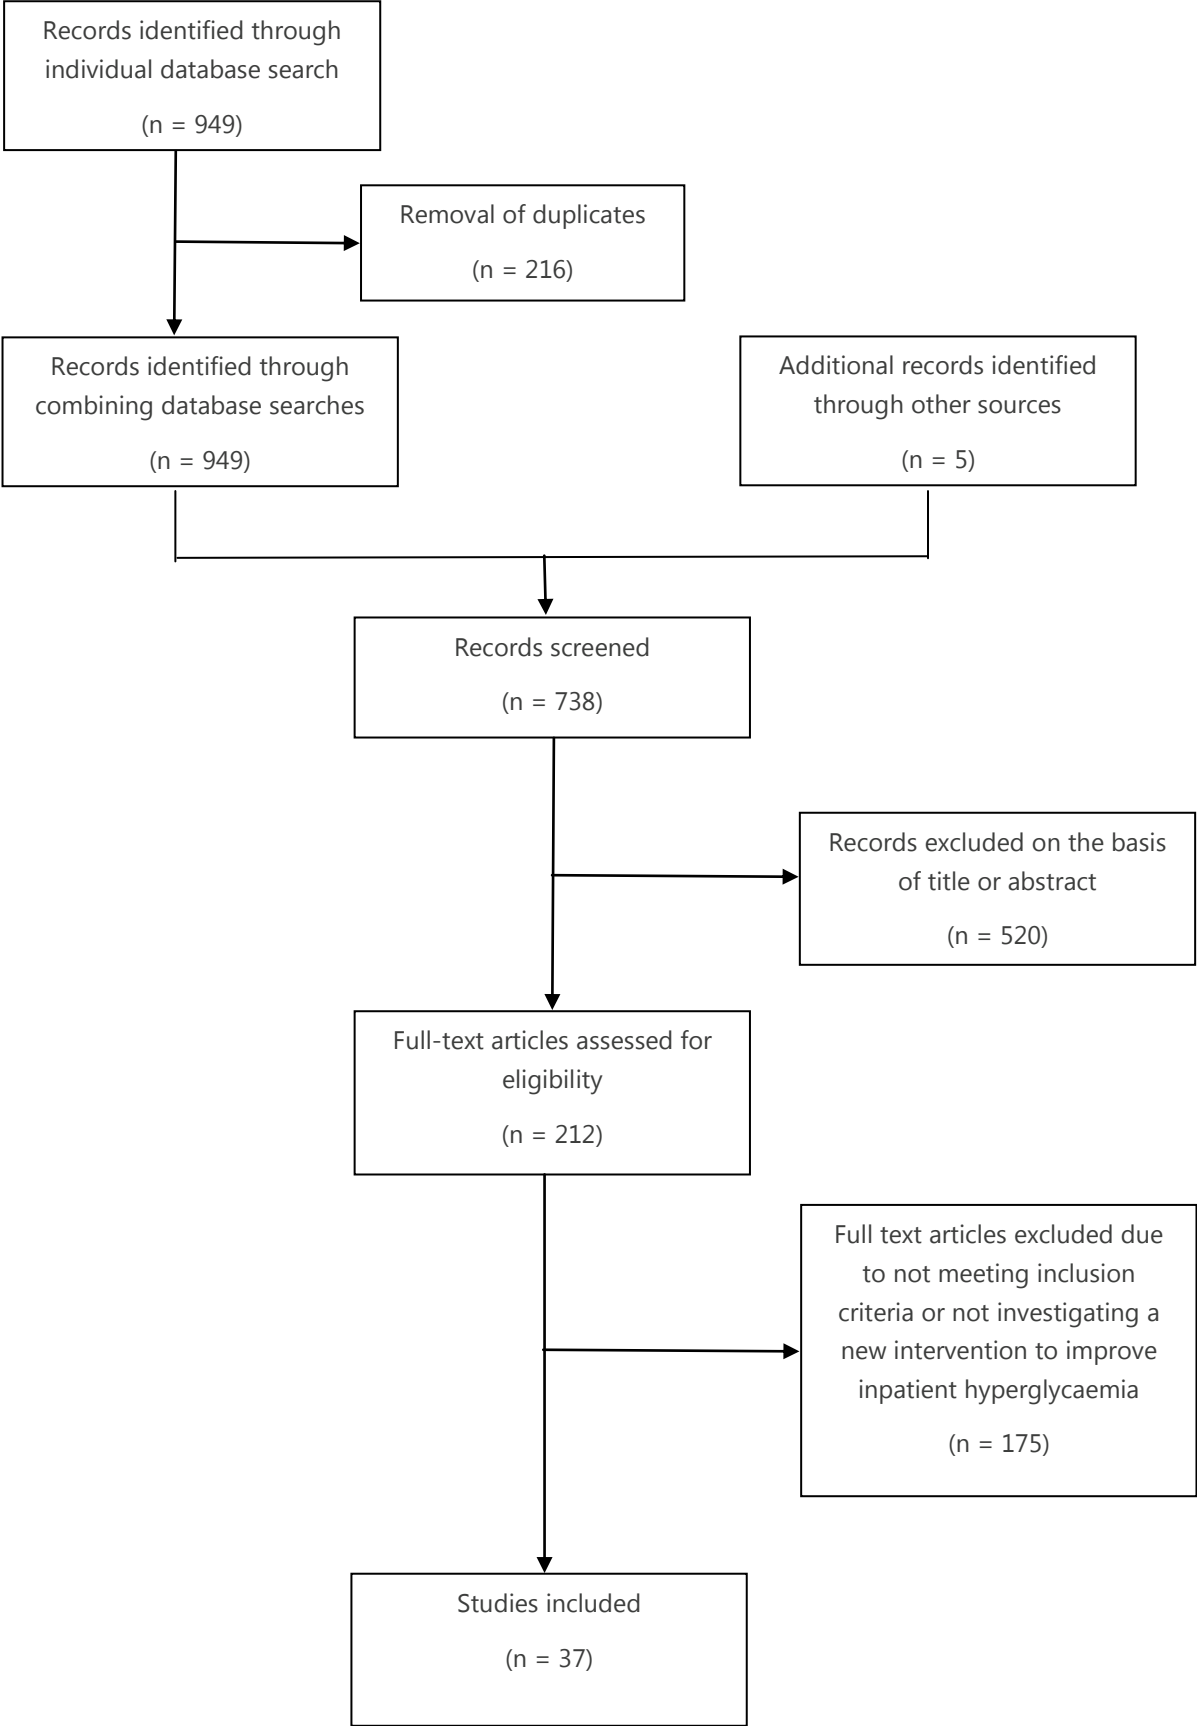 Records identified through
individual database search
(n = 949)
Removal of duplicates
(n = 216)
Records identified through
combining database searches
(n = 949)
Additional records identified
through other sources
(n = 5)
Records screened
(n = 738)
Records excluded on the basis
of title or abstract
(n = 520)
Full-text articles assessed for
eligibility
(n = 212)
Full text articles excluded due
to not meeting inclusion
criteria or not investigating a
new intervention to improve
inpatient hyperglycaemia
(n = 175)
Studies included
(n = 37)